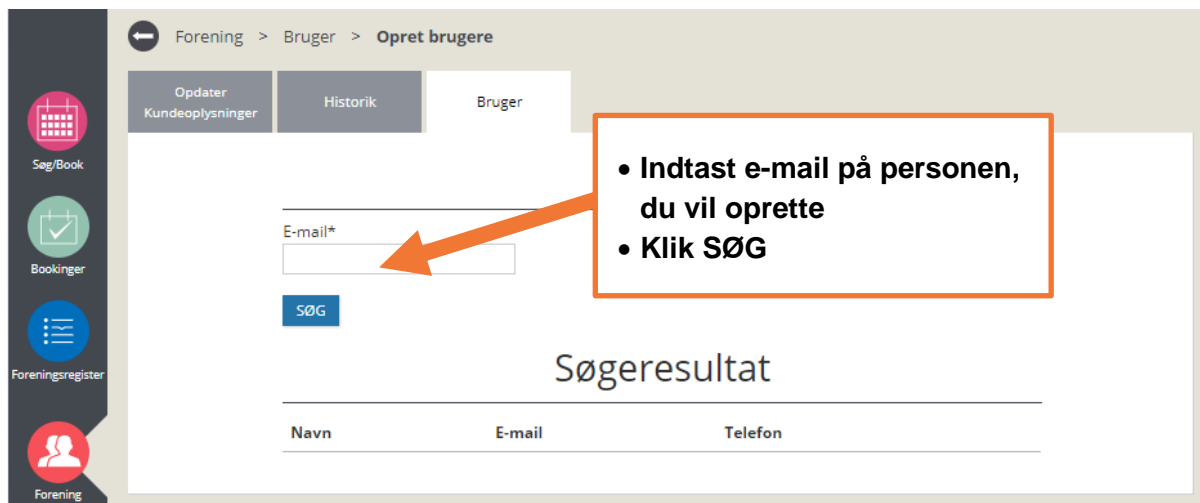 Forening > Bruger > Opret brugere
Opdater
Kundeoplysninger
Historik
Bruger
Søg/Book
Bookinger
Foreningsregister
Forening
• Indtast e-mail på personen,
du vil oprette
• Klik SØG
E-mail*
SØG
Søgeresultat
Navn E-mail Telefon